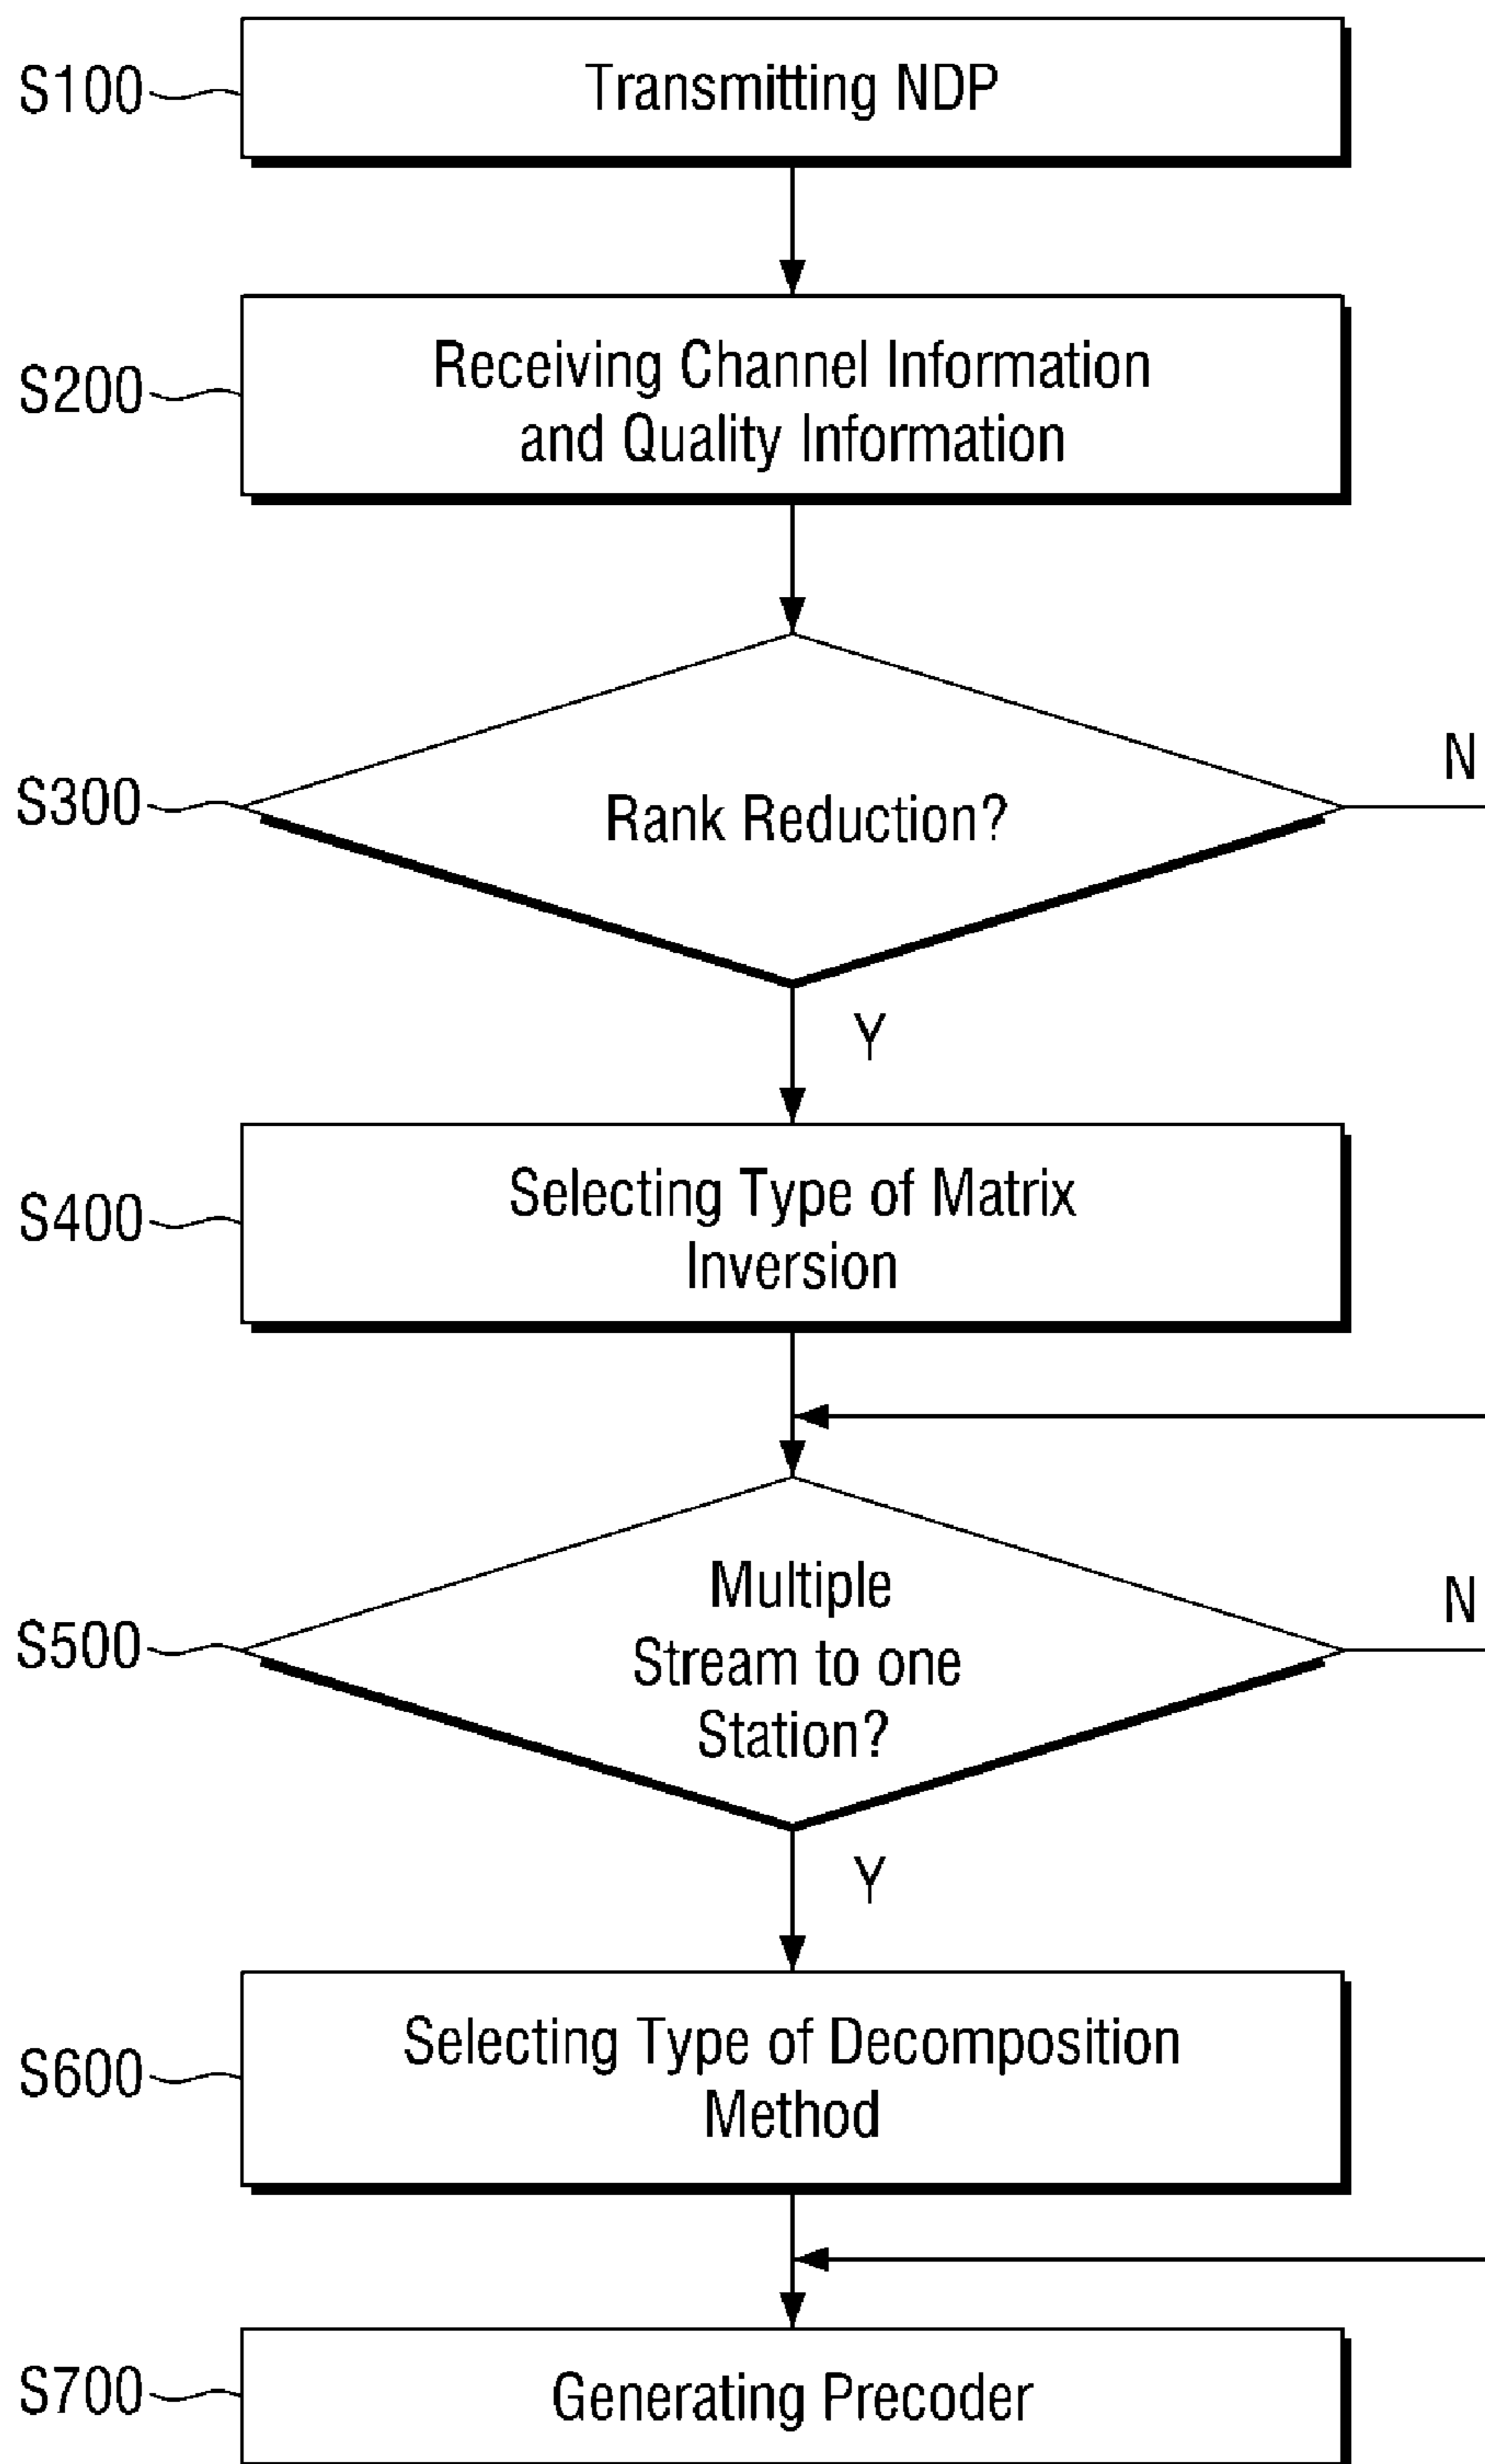 S100
Transmitting NDP
S200
Receiving Channel Information
and Quality Information
S300
Rank Reduction?
N
Y
S400
Selecting Type of Matrix
Inversion
S500
Multiple
Stream to one
Station?
N
Y
S600
Selecting Type of Decomposition
Method
S700
Generating Precoder